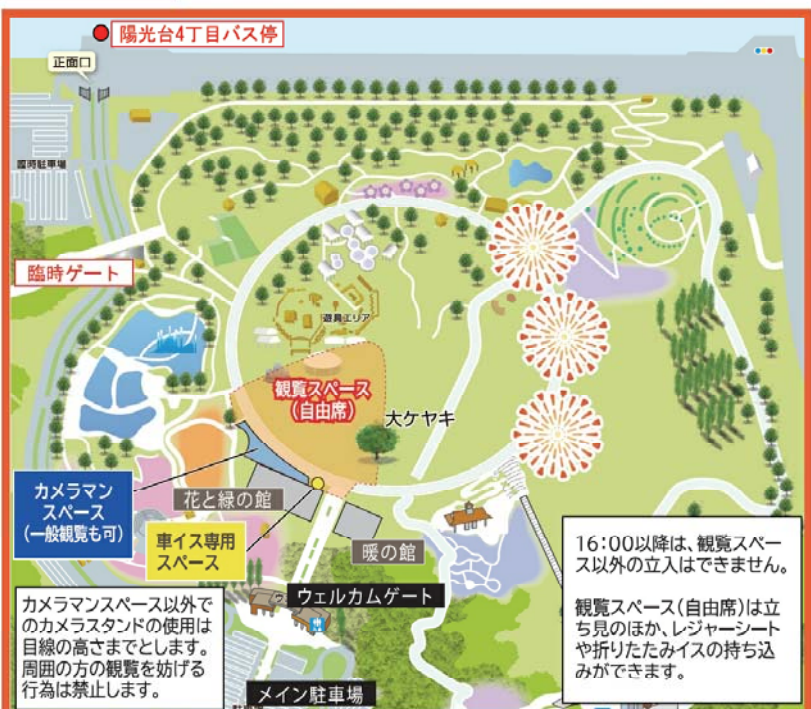 陽光台4丁目バス停
正面口
臨時駐車場
臨時ゲート
遊具エリア
観覧スペース
(自由席)
大ケヤキ
カメラマン
スペース
(一般観覧も可)
花と緑の館
車イス専用
スペース
暖の館
ウェルカムゲート
メイン駐車場
カメラマンスペース以外で
のカメラスタンドの使用は
目線の高さまでとします。
周囲の方の観覧を妨げる
行為は禁止します。
16:00以降は、観覧スペー
ス以外の立入はできません。
観覧スペース(自由席)は立
ち見のほか、レジャーシート
や折りたたみイスの持ち込
みができます。